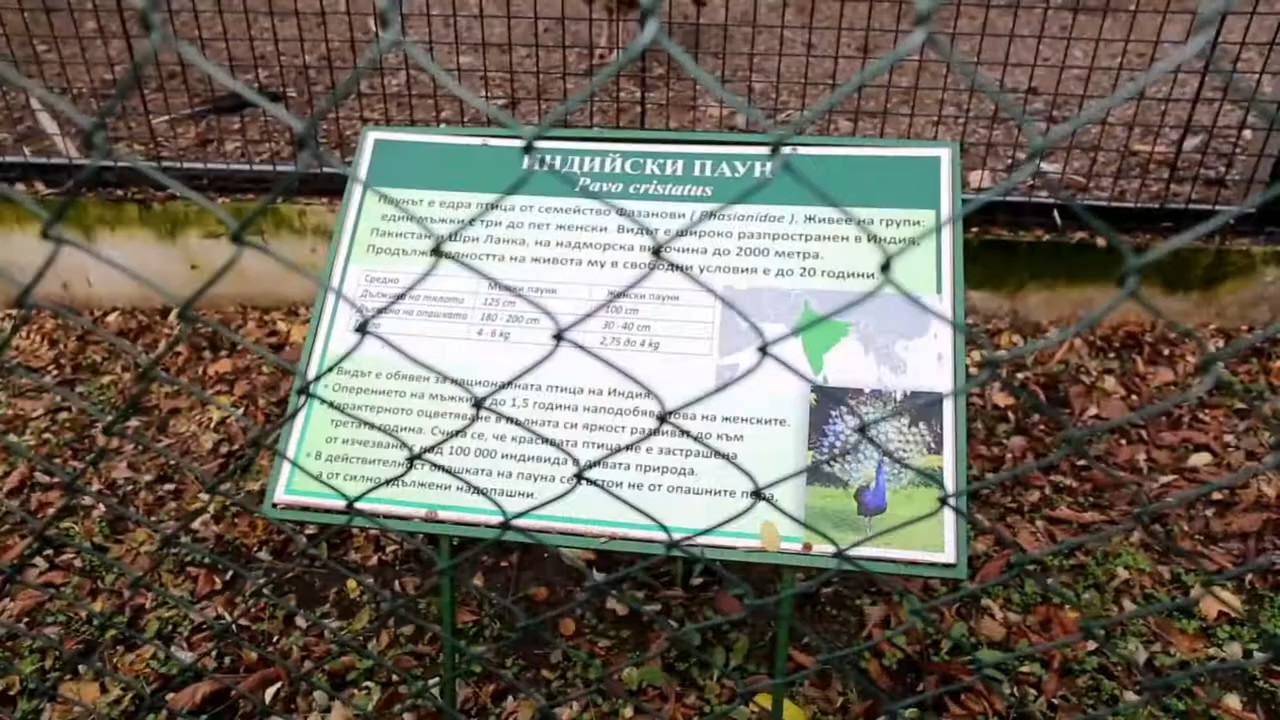 ИНДИЙСКИ ПАУН
Pavo cristatus
Паунът е едра птица от семейство Фазанови ( Phasianidae ). Живее на групи:
един мъжки с три до пет женски. Видът е широко разпространен в Индия,
Пакистан и Шри Ланка, на надморска височина до 2000 метра.
Продължителността на живота му в свободни условия е до 20 години.
Средно Мъжки пауни Женски пауни
Дължина на тялото 125 cm 100 cm
Дължина на опашката 180 - 200 cm 30 - 40 cm
4 - 6 kg 2,75 до 4 kg
* Видът е обявен за националната птица на Индия.
* Оперението на мъжките до 1,5 година наподобява това на женските.
* Характерното оцветяване в пълната си яркост развиват до към
третата година. Счита се, че красивата птица не е застрашена
от изчезване с над 100 000 индивида в дивата природа.
* В действителност опашката на пауна се състои не от опашните пера,
а от силно удължени надопашни.